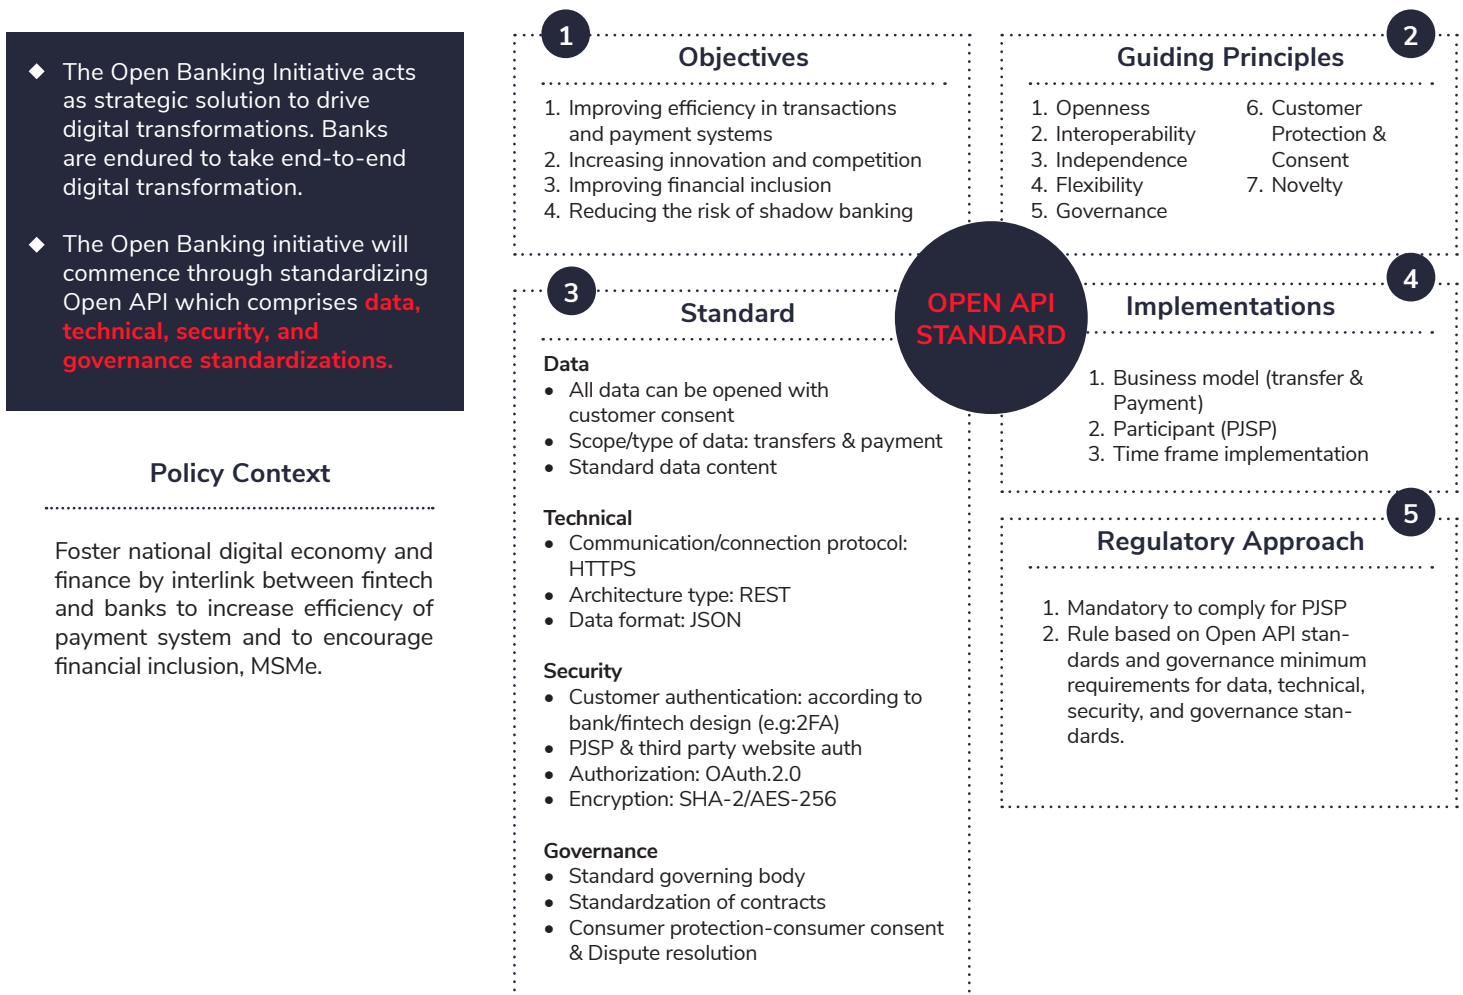 The Open Banking Initiative acts
as strategic solution to drive
digital transformations. Banks
are endured to take end-to-end
digital transformation.
The Open Banking initiative will
commence through standardizing
Open API which comprises data,
technical, security, and
governance standardizations.
Policy Context
Foster national digital economy and
finance by interlink between fintech
and banks to increase efficiency of
payment system and to encourage
financial inclusion, MSMe.
1
Objectives
1. Improving efficiency in transactions
and payment systems
2. Increasing innovation and competition
3. Improving financial inclusion
4. Reducing the risk of shadow banking
2
Guiding Principles
1. Openness
2. Interoperability
3. Independence
4. Flexibility
5. Governance
6. Customer
Protection &
Consent
7. Novelty
OPEN API
STANDARD
3
Standard
Data
• All data can be opened with
customer consent
• Scope/type of data: transfers & payment
• Standard data content
Technical
• Communication/connection protocol:
HTTPS
• Architecture type: REST
• Data format: JSON
Security
• Customer authentication: according to
bank/fintech design (e.g:2FA)
• PJSP & third party website auth
• Authorization: OAuth.2.0
• Encryption: SHA-2/AES-256
Governance
• Standard governing body
• Standardzation of contracts
• Consumer protection-consumer consent
& Dispute resolution
4
Implementations
1. Business model (transfer &
Payment)
2. Participant (PJSP)
3. Time frame implementation
5
Regulatory Approach
1. Mandatory to comply for PJSP
2. Rule based on Open API stan-
dards and governance minimum
requirements for data, technical,
security, and governance stan-
dards.